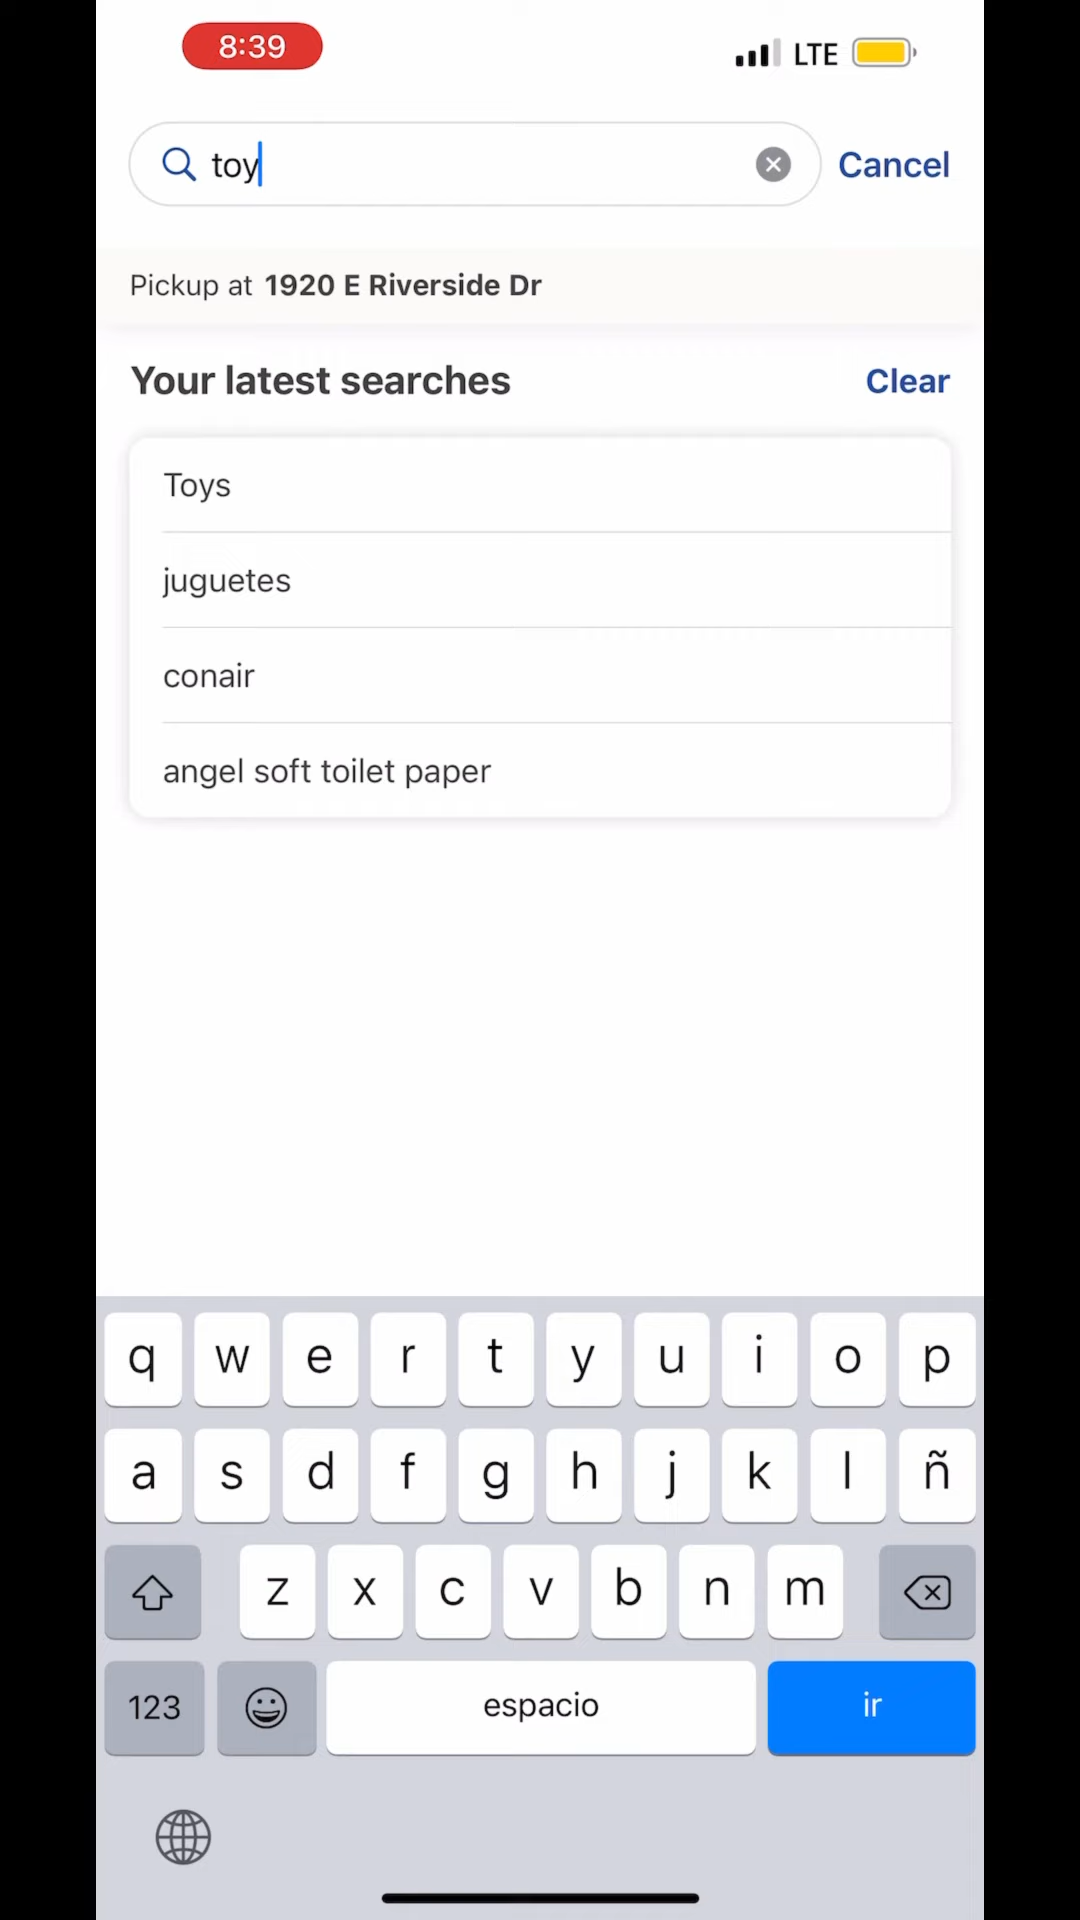 8:39
LTE
toy
Cancel
Pickup at 1920 E Riverside Dr
Your latest searches
Clear
Toys
juguetes
conair
angel soft toilet paper
q w e r t y u i o p
a s d f g h j k l ñ
z x c v b n m
123
espacio
ir